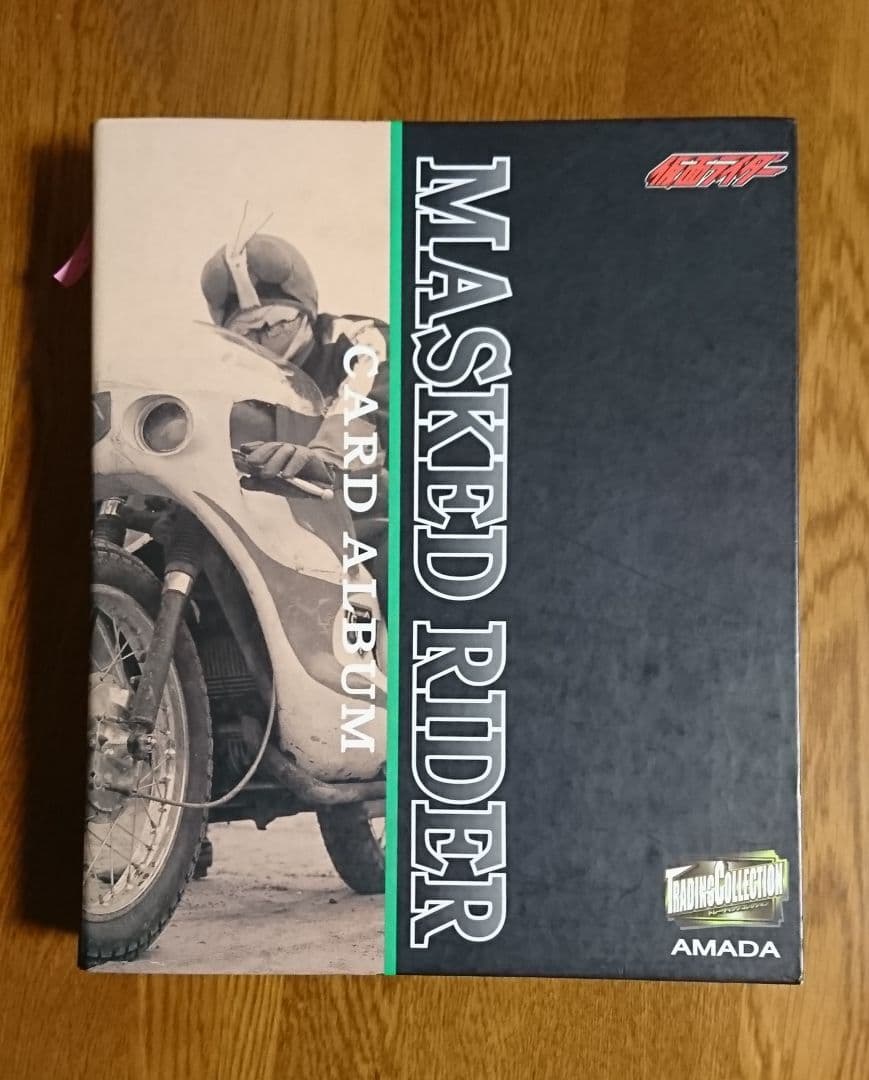 仮面ライダー
MASKED RIDER
CARD ALBUM
TRADING COLLECTION
AMADA